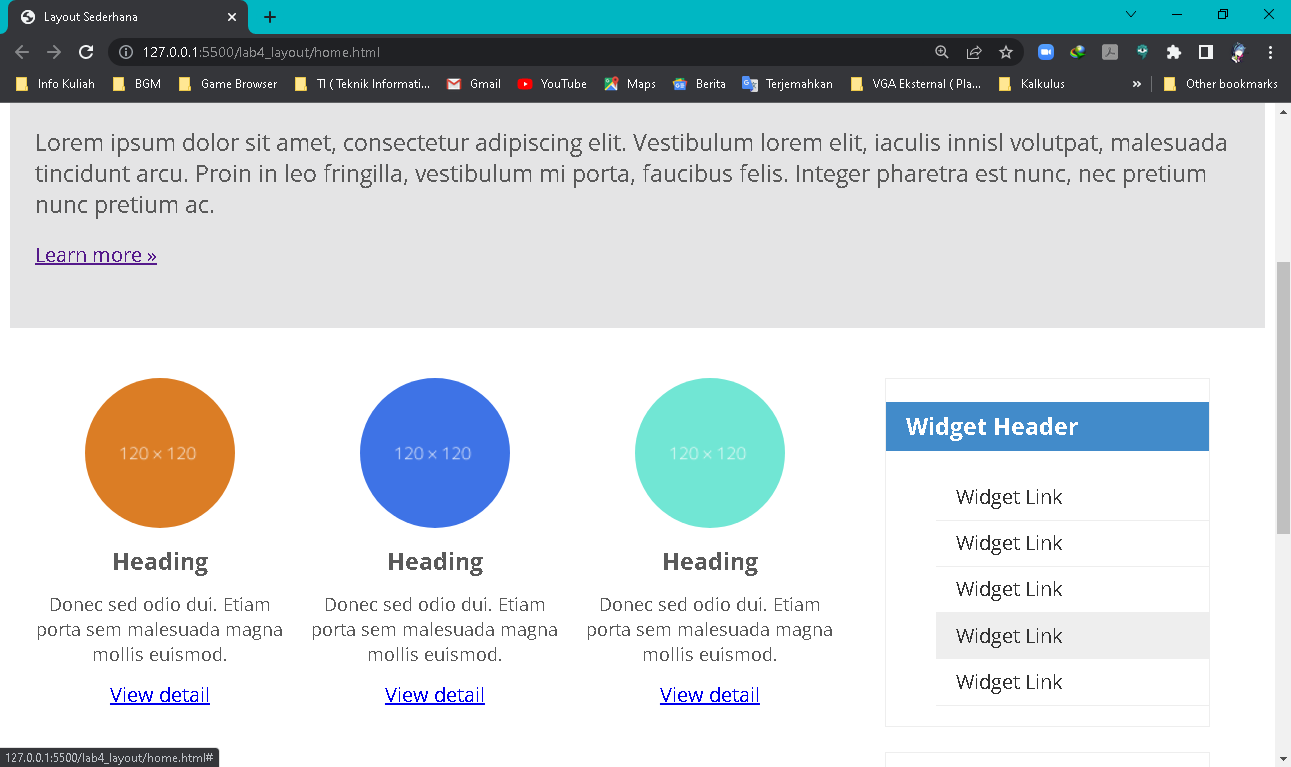 Layout Sederhana
127.0.0.1:5500/lab4_layout/home.html
Info Kuliah BGM Game Browser TI ( Teknik Informati... Gmail YouTube Maps Berita Terjemahkan VGA Eksternal ( Pla... Kalkulus » Other bookmarks
Lorem ipsum dolor sit amet, consectetur adipiscing elit. Vestibulum lorem elit, iaculis innisl volutpat, malesuada
tincidunt arcu. Proin in leo fringilla, vestibulum mi porta, faucibus felis. Integer pharetra est nunc, nec pretium
nunc pretium ac.
Learn more »
120 × 120
Heading
Donec sed odio dui. Etiam
porta sem malesuada magna
mollis euismod.
View detail
120 × 120
Heading
Donec sed odio dui. Etiam
porta sem malesuada magna
mollis euismod.
View detail
120 × 120
Heading
Donec sed odio dui. Etiam
porta sem malesuada magna
mollis euismod.
View detail
Widget Header
Widget Link
Widget Link
Widget Link
Widget Link
Widget Link
127.0.0.1:5500/lab4_layout/home.html#